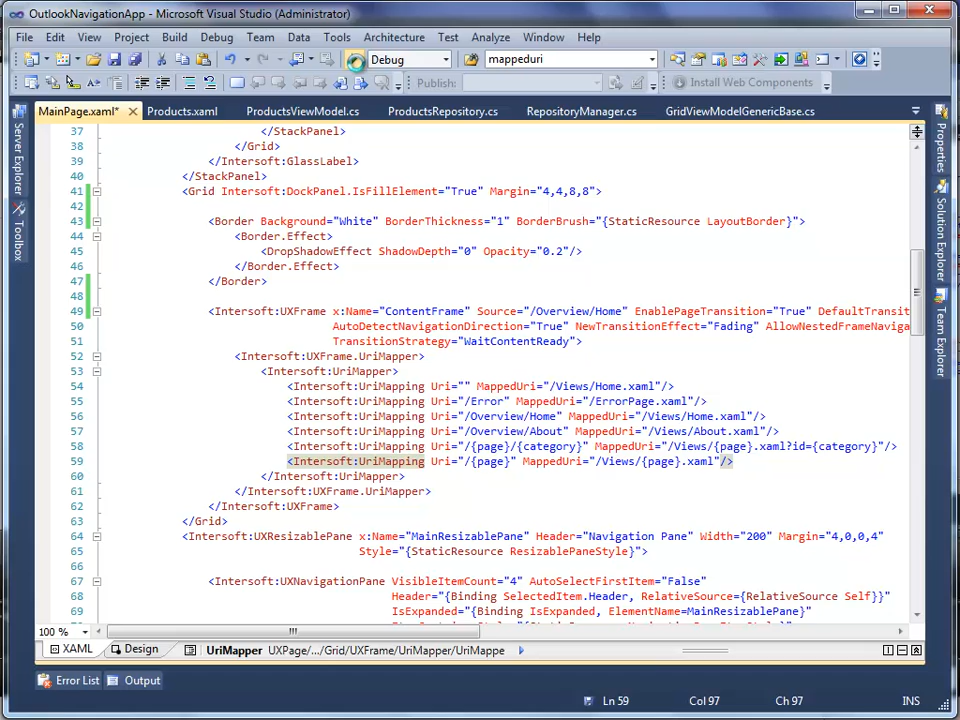 OutlookNavigationApp - Microsoft Visual Studio (Administrator)
File Edit View Project Build Debug Team Data Tools Architecture Test Analyze Window Help
Debug mappeduri
Publish: Install Web Components
MainPage.xaml* Products.xaml ProductsViewModel.cs ProductsRepository.cs RepositoryManager.cs GridViewModelGenericBase.cs
37 </StackPanel>
38 </Grid>
39 </Intersoft:GlassLabel>
40 </StackPanel>
41 <Grid Intersoft:DockPanel.IsFillElement="True" Margin="4,4,8,8">
42
43 <Border Background="White" BorderThickness="1" BorderBrush="{StaticResource LayoutBorder}">
44 <Border.Effect>
45 <DropShadowEffect ShadowDepth="0" Opacity="0.2"/>
46 </Border.Effect>
47 </Border>
48
49 <Intersoft:UXFrame x:Name="ContentFrame" Source="/Overview/Home" EnablePageTransition="True" DefaultTransit
50 AutoDetectNavigationDirection="True" NewTransitionEffect="Fading" AllowNestedFrameNaviga
51 TransitionStrategy="WaitContentReady">
52 <Intersoft:UXFrame.UriMapper>
53 <Intersoft:UriMapper>
54 <Intersoft:UriMapping Uri="" MappedUri="/Views/Home.xaml"/>
55 <Intersoft:UriMapping Uri="/Error" MappedUri="/ErrorPage.xaml"/>
56 <Intersoft:UriMapping Uri="/Overview/Home" MappedUri="/Views/Home.xaml"/>
57 <Intersoft:UriMapping Uri="/Overview/About" MappedUri="/Views/About.xaml"/>
58 <Intersoft:UriMapping Uri="/{page}/{category}" MappedUri="/Views/{page}.xaml?id={category}"/>
59 <Intersoft:UriMapping Uri="/{page}" MappedUri="/Views/{page}.xaml"/>
60 </Intersoft:UriMapper>
61 </Intersoft:UXFrame.UriMapper>
62 </Intersoft:UXFrame>
63 </Grid>
64 <Intersoft:UXResizablePane x:Name="MainResizablePane" Header="Navigation Pane" Width="200" Margin="4,0,0,4"
65 Style="{StaticResource ResizablePaneStyle}">
66
67 <Intersoft:UXNavigationPane VisibleItemCount="4" AutoSelectFirstItem="False"
68 Header="{Binding SelectedItem.Header, RelativeSource={RelativeSource Self}}"
69 IsExpanded="{Binding IsExpanded, ElementName=MainResizablePane}"
Server Explorer
Toolbox
Properties
Solution Explorer
Team Explorer
100 %
XAML Design UriMapper UXPage/.../Grid/UXFrame/UriMapper/UriMappe
Error List Output
Ln 59 Col 97 Ch 97 INS